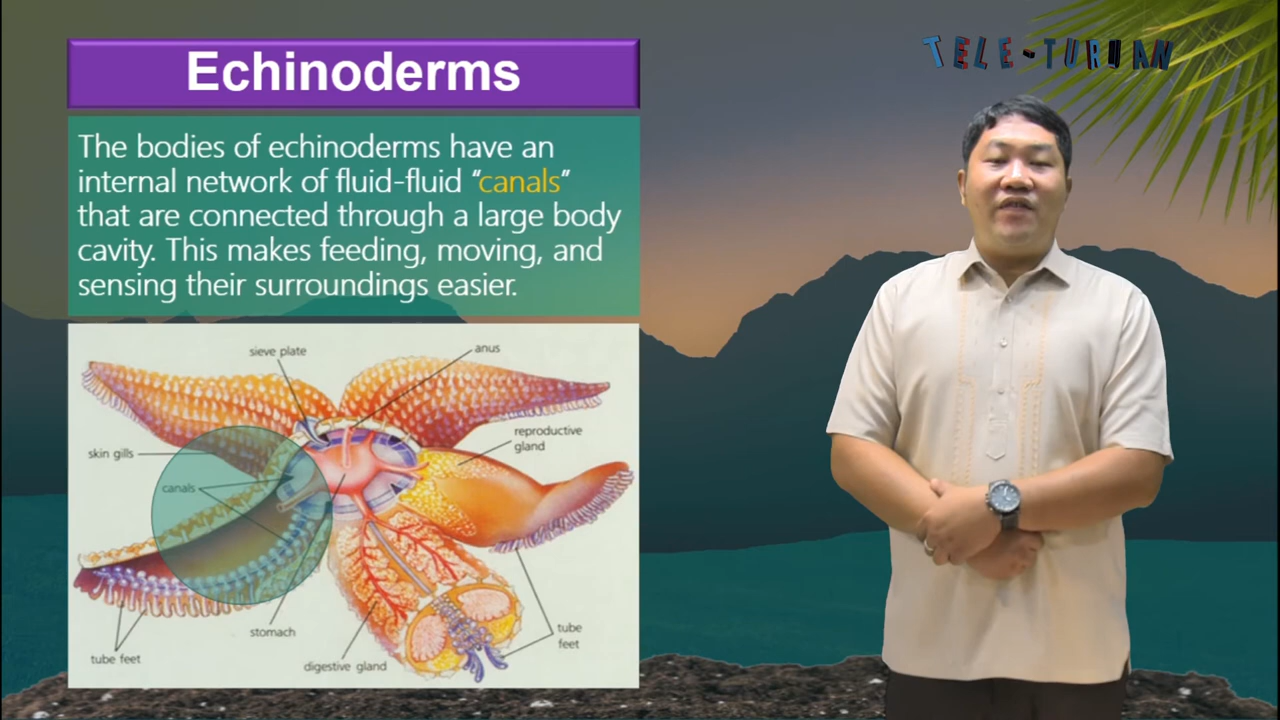 TELE-TURUAN
Echinoderms
The bodies of echinoderms have an
internal network of fluid-fluid “canals”
that are connected through a large body
cavity. This makes feeding, moving, and
sensing their surroundings easier.
sieve plate
anus
reproductive
gland
skin gills
canals
stomach
tube
feet
tube feet
digestive gland